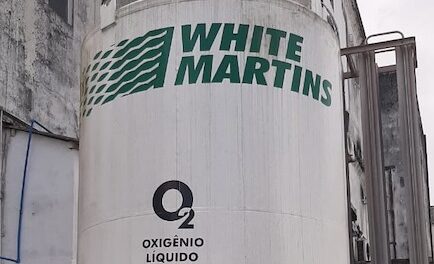 WHITE
MARTINS
O2
OXIGÊNIO
LÍQUIDO